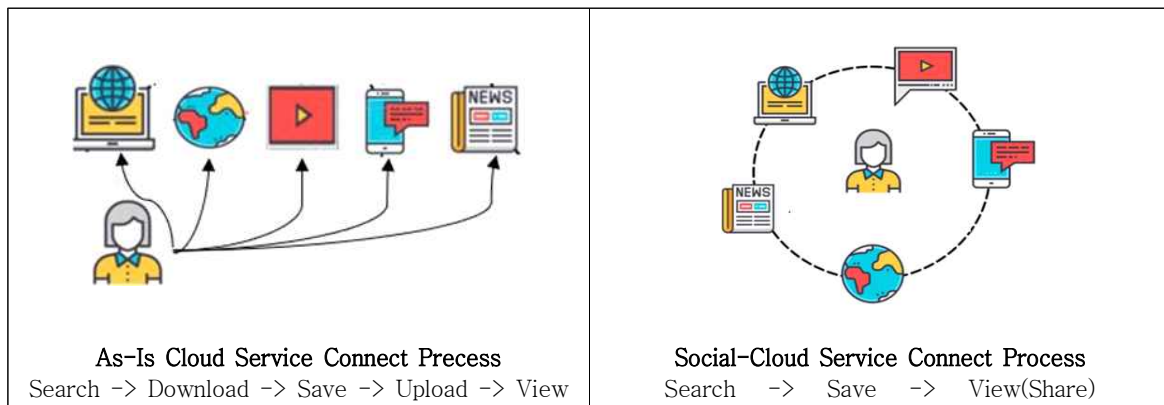 NEWS
As-Is Cloud Service Connect Precess
Search -> Download -> Save -> Upload -> View
NEWS
Social-Cloud Service Connect Process
Search -> Save -> View(Share)